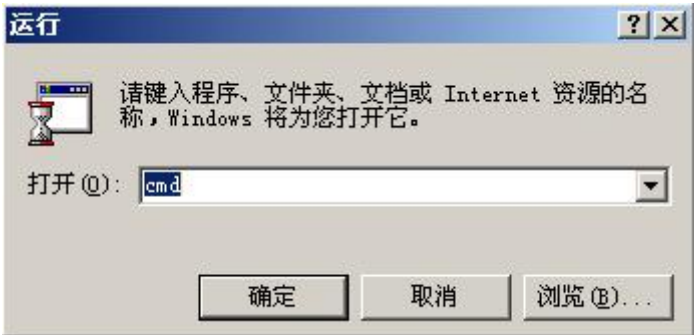 运行
请键入程序、文件夹、文档或 Internet 资源的名
称，Windows 将为您打开它。
打开(O): cmd
确定 取消 浏览(B)...